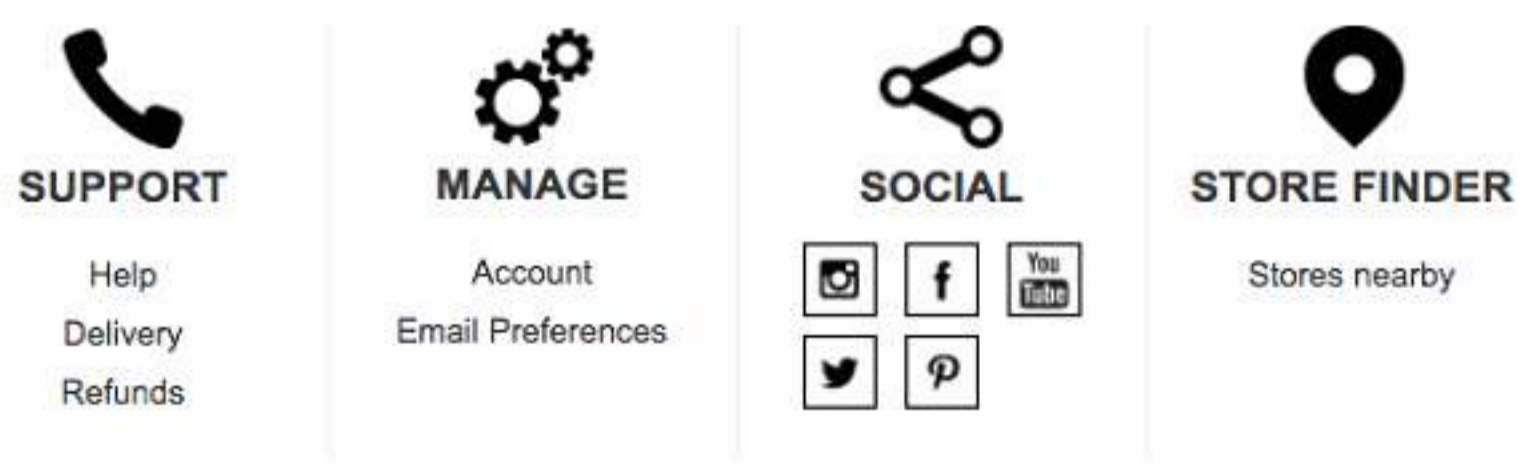 SUPPORT
Help
Delivery
Refunds
MANAGE
Account
Email Preferences
SOCIAL
f
You
Tube
STORE FINDER
Stores nearby